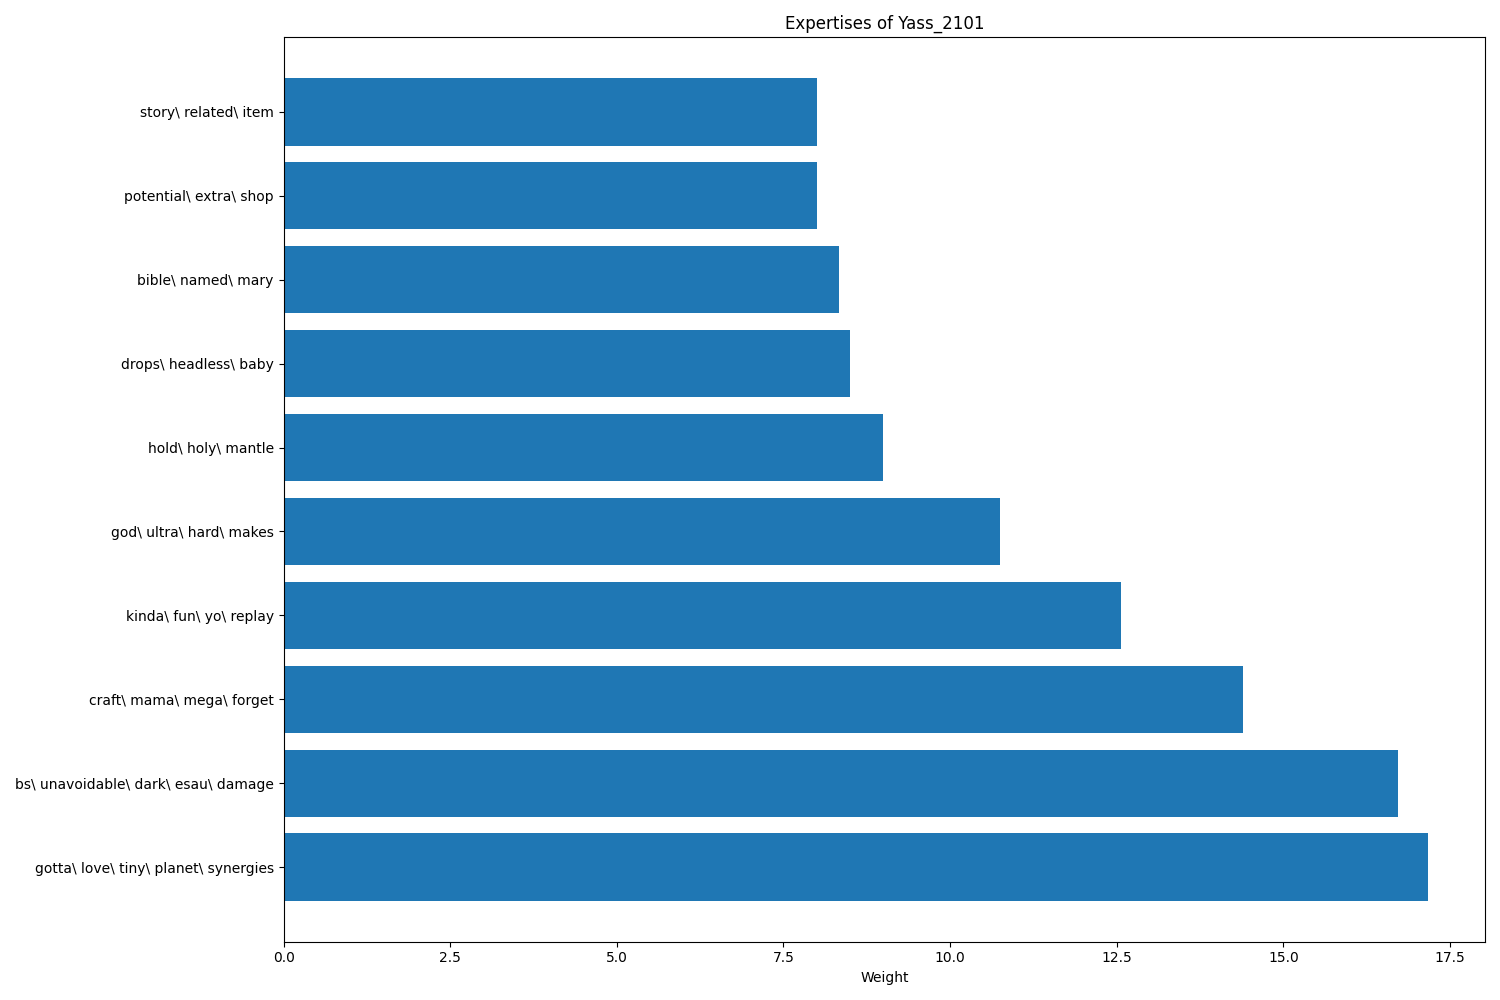 Expertises of Yass_2101
story\ related\ item
potential\ extra\ shop
bible\ named\ mary
drops\ headless\ baby
hold\ holy\ mantle
god\ ultra\ hard\ makes
kinda\ fun\ yo\ replay
craft\ mama\ mega\ forget
bs\ unavoidable\ dark\ esau\ damage
gotta\ love\ tiny\ planet\ synergies
0.0 2.5 5.0 7.5 10.0 12.5 15.0 17.5
Weight